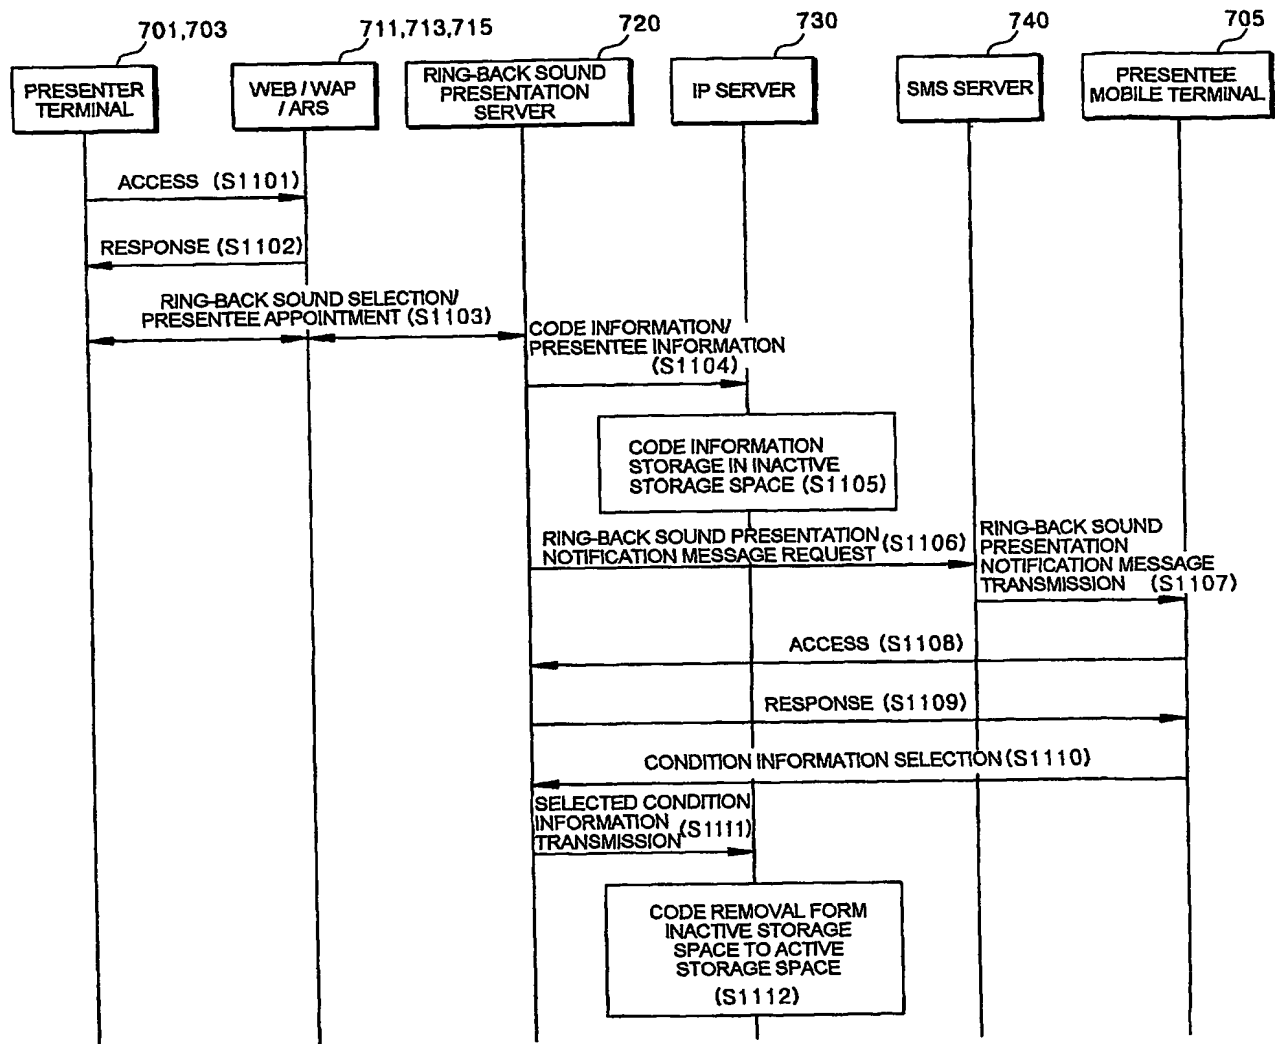 701,703
711,713,715
720
730
740
705
PRESENTER
TERMINAL
WEB / WAP
/ ARS
RING-BACK SOUND
PRESENTATION
SERVER
IP SERVER
SMS SERVER
PRESENTEE
MOBILE TERMINAL
ACCESS (S1101)
RESPONSE (S1102)
RING-BACK SOUND SELECTION/
PRESENTEE APPOINTMENT (S1103)
CODE INFORMATION/
PRESENTEE INFORMATION
(S1104)
CODE INFORMATION
STORAGE IN INACTIVE
STORAGE SPACE (S1105)
RING-BACK SOUND PRESENTATION
NOTIFICATION MESSAGE REQUEST (S1106)
RING-BACK SOUND
PRESENTATION
NOTIFICATION MESSAGE
TRANSMISSION (S1107)
ACCESS (S1108)
RESPONSE (S1109)
CONDITION INFORMATION SELECTION (S1110)
SELECTED CONDITION
INFORMATION (S1111)
TRANSMISSION
CODE REMOVAL FORM
INACTIVE STORAGE
SPACE TO ACTIVE
STORAGE SPACE
(S1112)